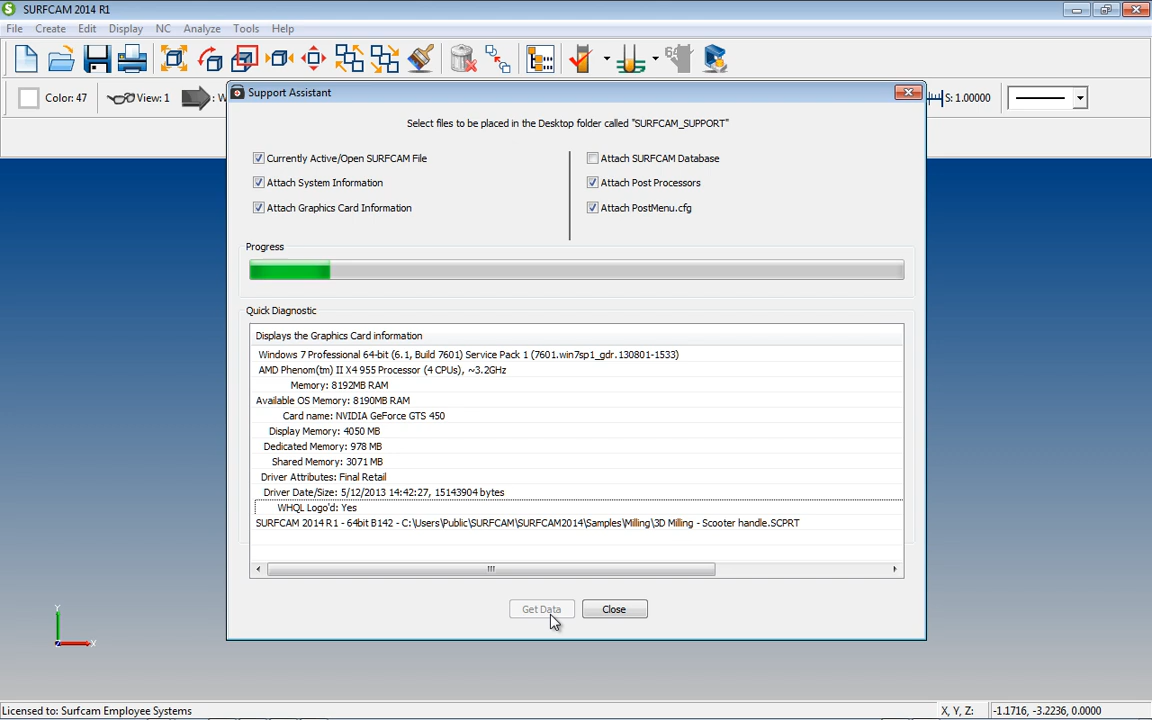 SURFCAM 2014 R1
File Create Edit Display NC Analyze Tools Help
Color: 47 View: 1 : W S: 1.00000
Support Assistant
Select files to be placed in the Desktop folder called "SURFCAM_SUPPORT"
Currently Active/Open SURFCAM File
Attach System Information
Attach Graphics Card Information
Attach SURFCAM Database
Attach Post Processors
Attach PostMenu.cfg
Progress
Quick Diagnostic
Displays the Graphics Card information
Windows 7 Professional 64-bit (6.1, Build 7601) Service Pack 1 (7601.win7sp1_gdr.130801-1533)
AMD Phenom(tm) II X4 955 Processor (4 CPUs), ~3.2GHz
Memory: 8192MB RAM
Available OS Memory: 8190MB RAM
Card name: NVIDIA GeForce GTS 450
Display Memory: 4050 MB
Dedicated Memory: 978 MB
Shared Memory: 3071 MB
Driver Attributes: Final Retail
Driver Date/Size: 5/12/2013 14:42:27, 15143904 bytes
WHQL Logo'd: Yes
SURFCAM 2014 R1 - 64bit B142 - C:\Users\Public\SURFCAM\SURFCAM2014\Samples\Milling\3D Milling - Scooter handle.SCPRT
Get Data Close
Y
X
Licensed to: Surfcam Employee Systems X, Y, Z: -1.1716, -3.2236, 0.0000